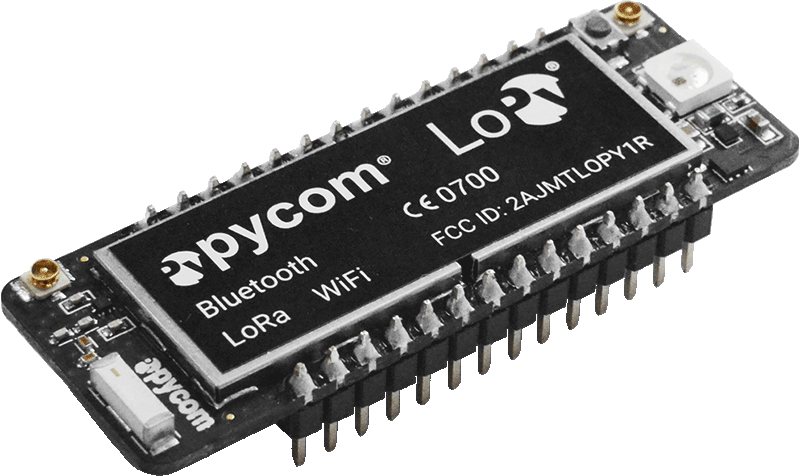 pycom®
LoPy®
Bluetooth
LoRa WiFi
CE 0700
FCC ID: 2AJMTLOPY1R
pycom